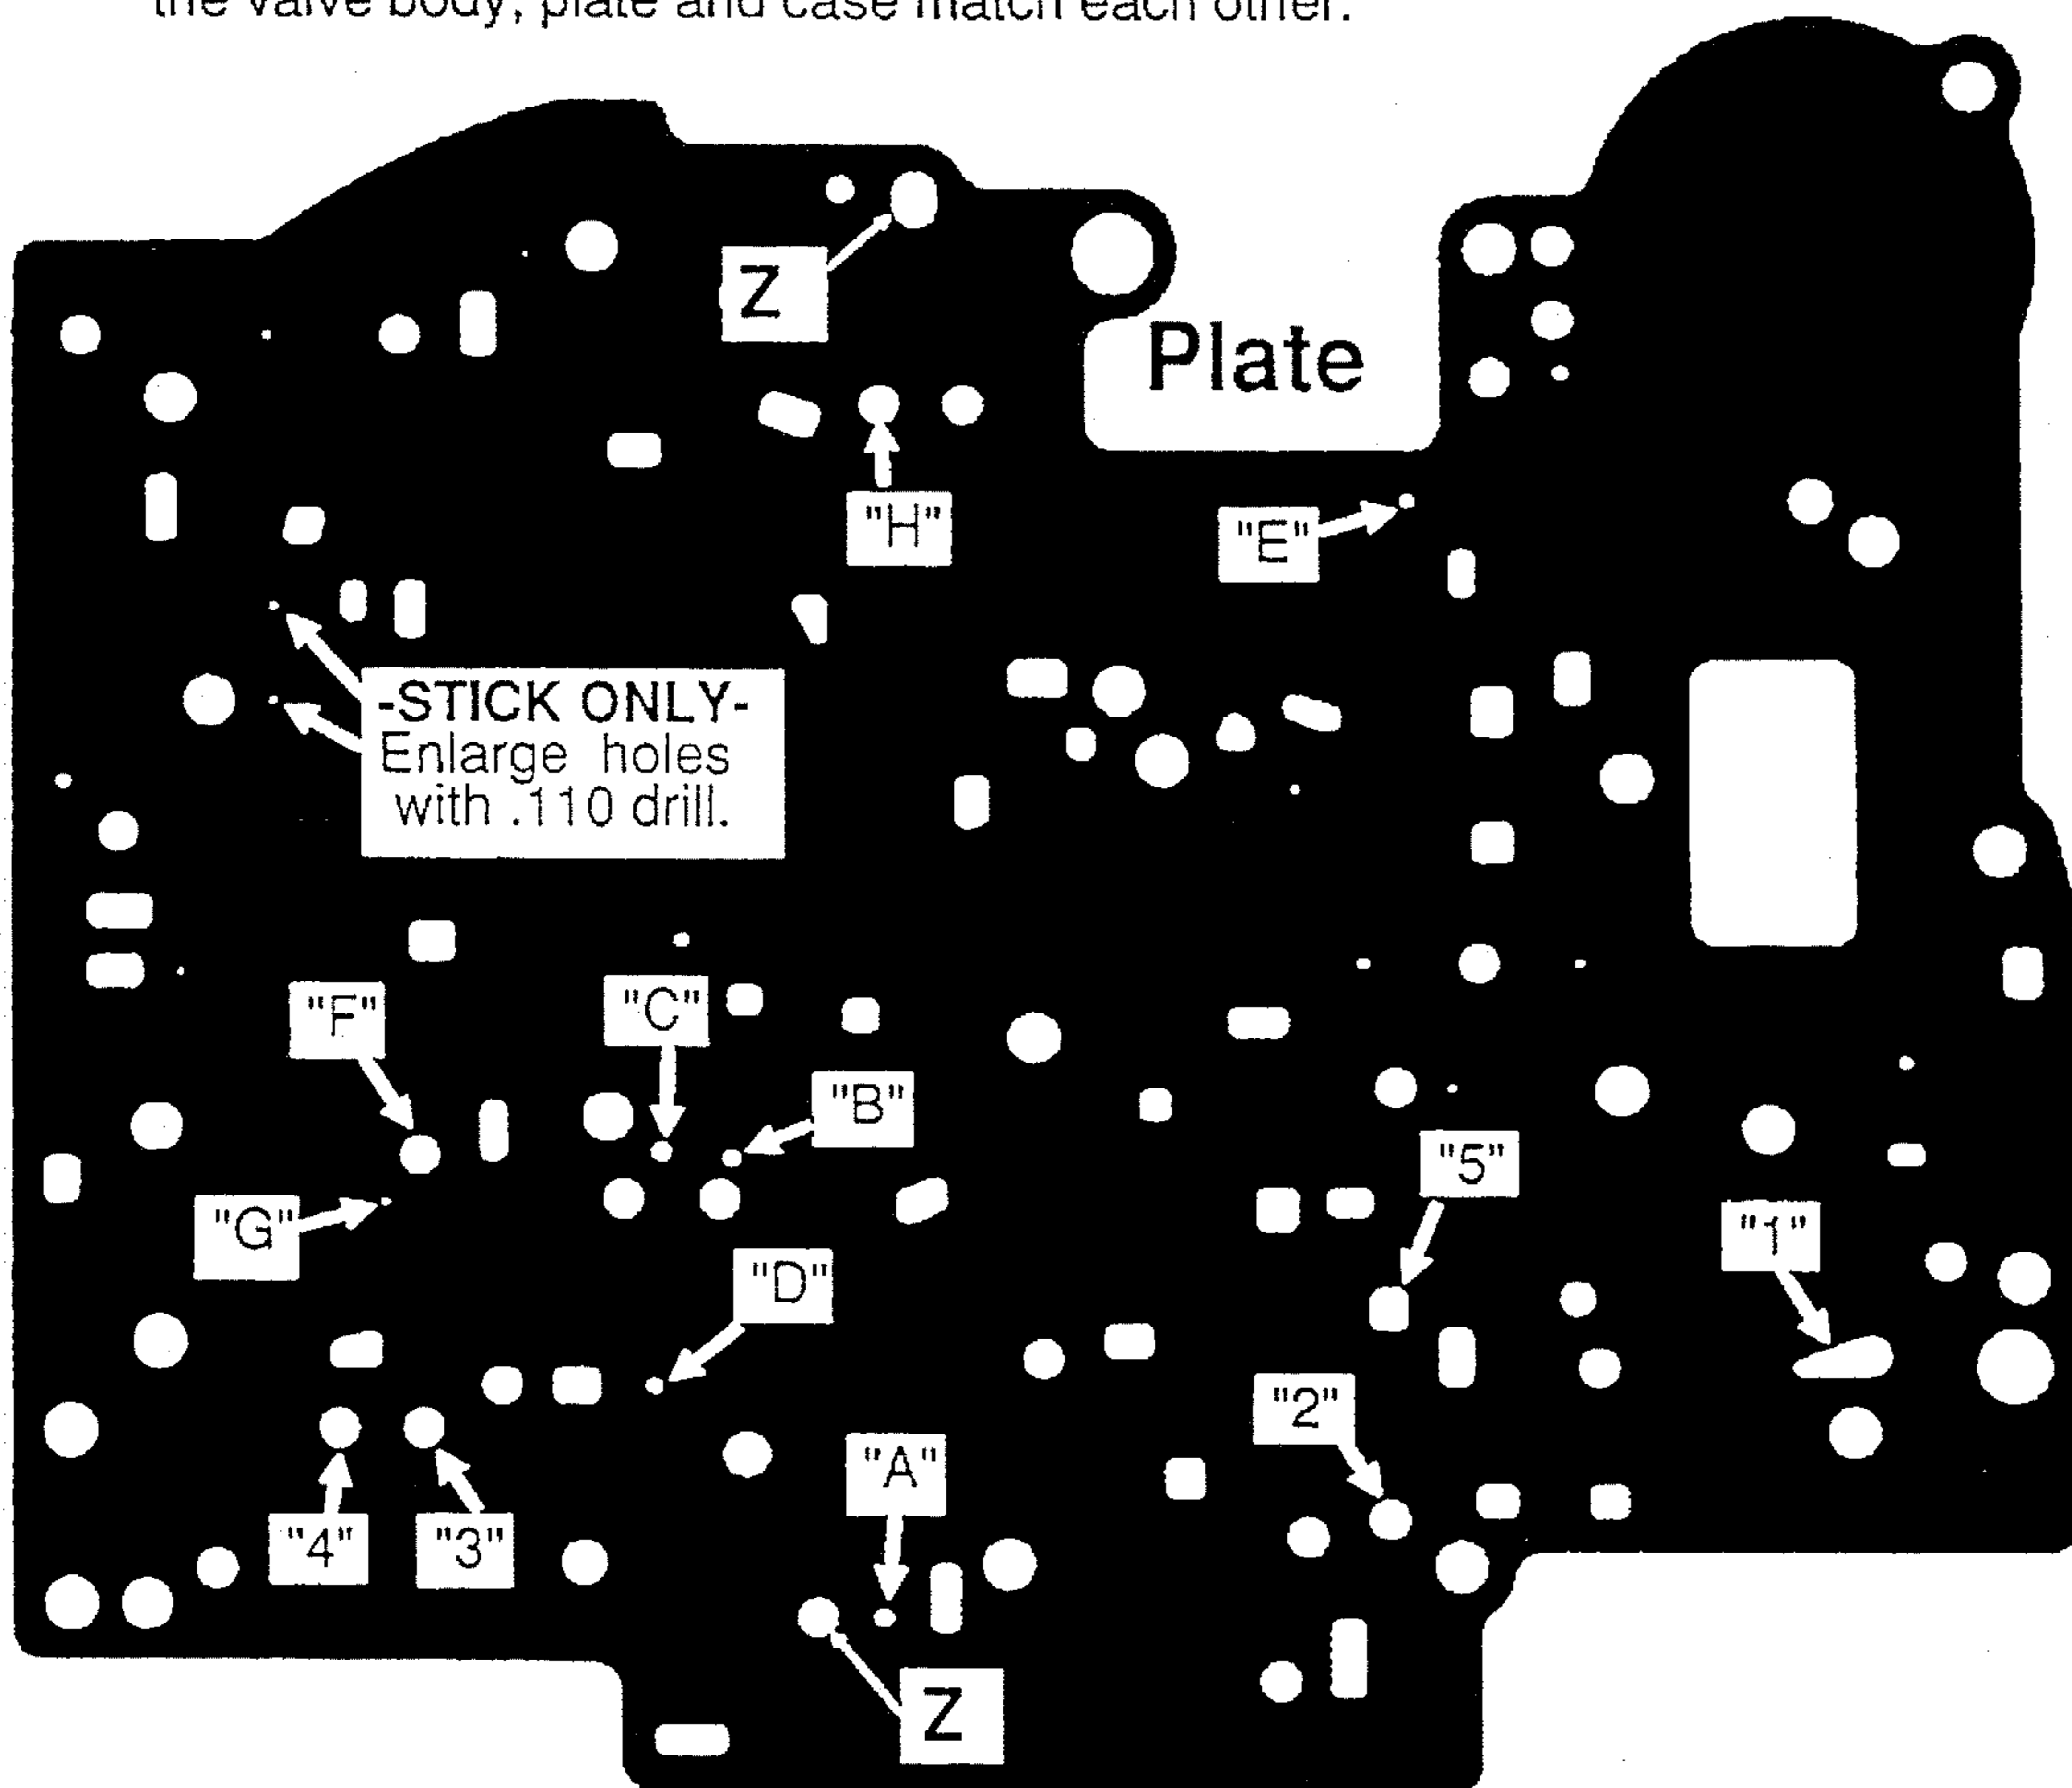 the valve body, plate and case match each other.
Z
Plate
"H"
"E"
-STICK ONLY-
Enlarge holes
with .110 drill.
"F"
"C"
"B"
"5"
"G"
"1"
"D"
"2"
"A"
"4"
"3"
Z